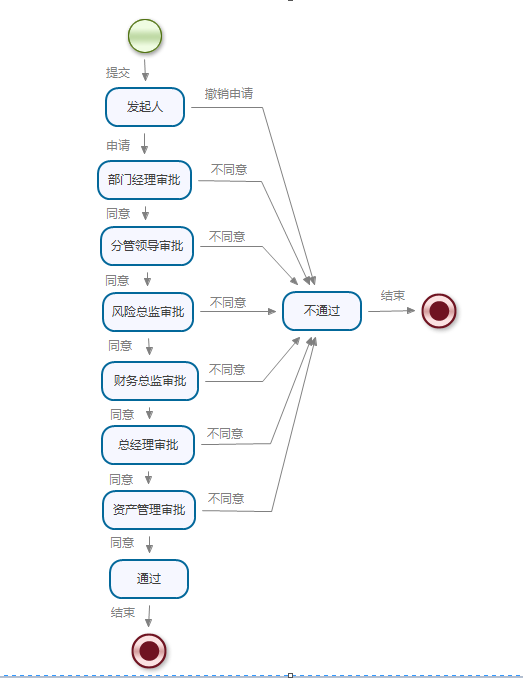 提交
发起人
撤销申请
申请
部门经理审批
不同意
同意
分管领导审批
不同意
同意
风险总监审批
不同意
不通过
结束
同意
财务总监审批
不同意
同意
总经理审批
不同意
同意
资产管理审批
不同意
同意
通过
结束